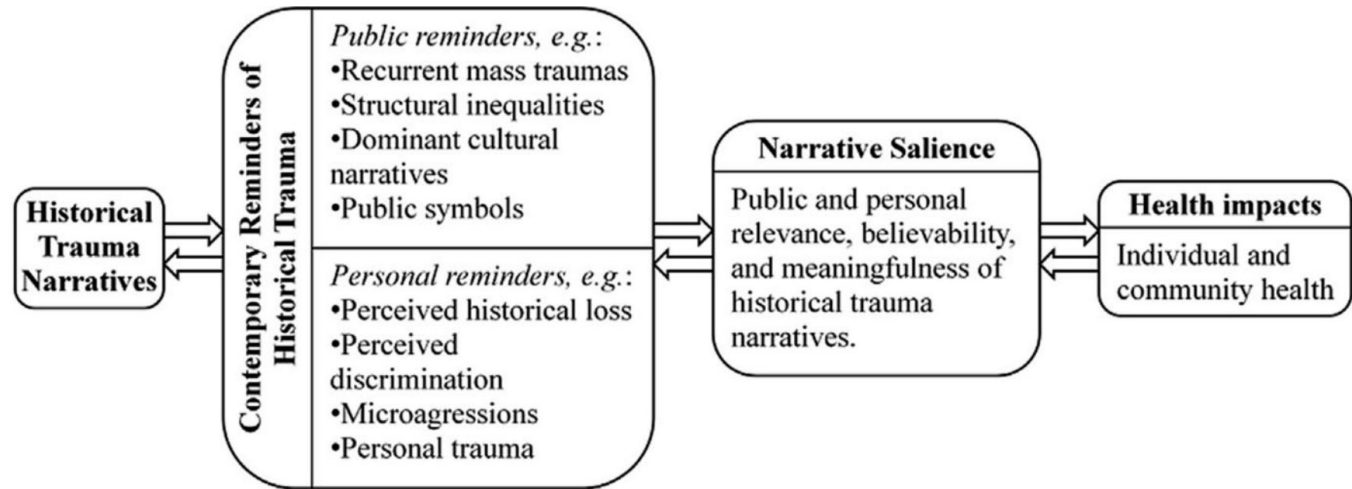 Historical
Trauma
Narratives
Contemporary Reminders of
Historical Trauma
Public reminders, e.g.:
•Recurrent mass traumas
•Structural inequalities
•Dominant cultural
narratives
•Public symbols
Personal reminders, e.g.:
•Perceived historical loss
•Perceived
discrimination
•Microagressions
•Personal trauma
Narrative Salience
Public and personal
relevance, believability,
and meaningfulness of
historical trauma
narratives.
Health impacts
Individual and
community health